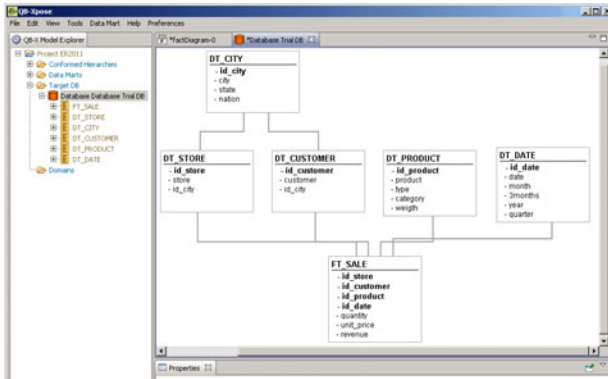 QB-Xpose
File Edit View Tools Data Mart Help Preferences
QB-X Model Explorer
*FactDiagram-0
*Database Trial DB
Project ER2011
Conformed Hierarchies
Data Marts
Target DB
Database Database Trial DB
FT_SALE
DT_STORE
DT_CITY
DT_CUSTOMER
DT_PRODUCT
DT_DATE
Domains
DT_CITY
- id_city
- city
- state
- nation
DT_STORE
- id_store
- store
- id_city
DT_CUSTOMER
- id_customer
- customer
- id_city
DT_PRODUCT
- id_product
- product
- type
- category
- weigth
DT_DATE
- id_date
- date
- month
- 3months
- year
- quarter
FT_SALE
- id_store
- id_customer
- id_product
- id_date
- quantity
- unit_price
- revenue
Properties